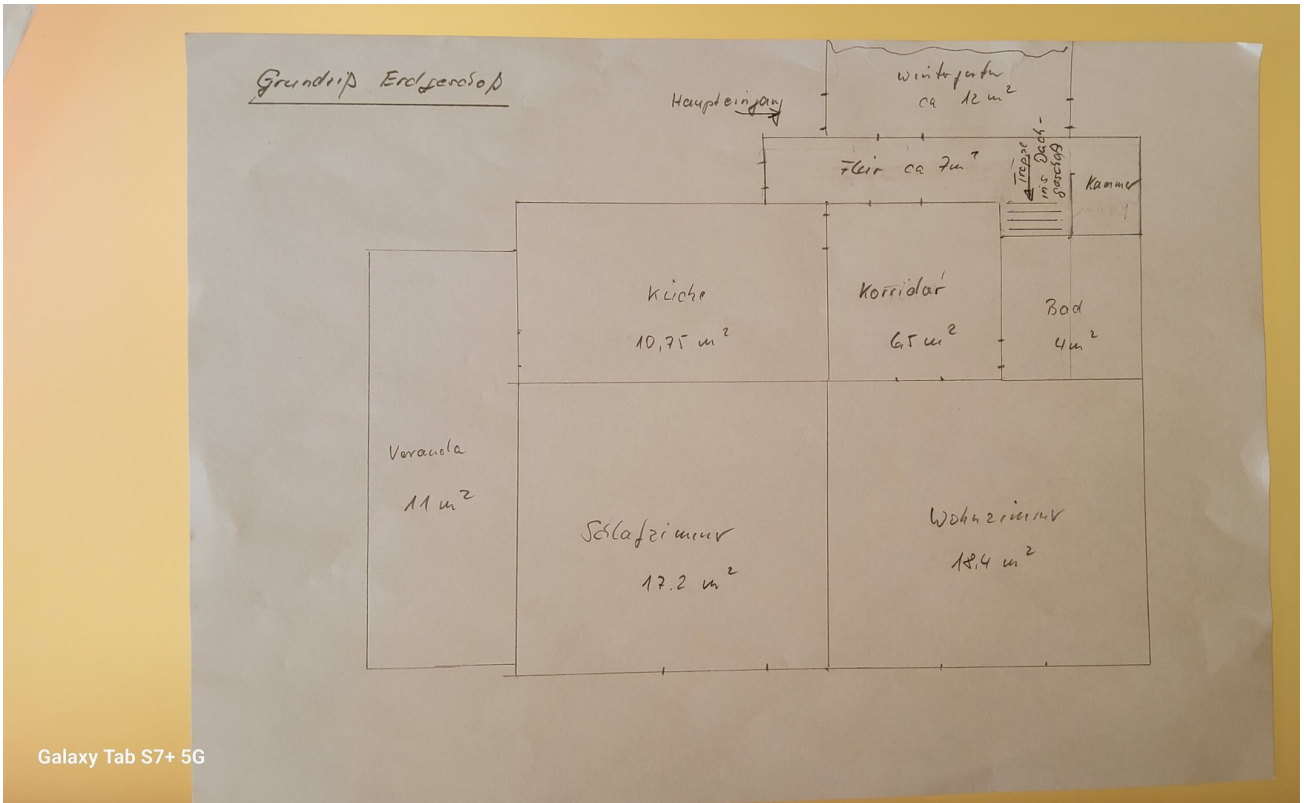 Grundriß Erdgeschoß
Haupteingang
Wintergarten
ca 12 m²
Flur ca 7m²
Treppe
ins Dach-
geschoß
Kammer
Küche
10,75 m²
Korridor
6,5 m²
Bad
4m²
Veranda
11 m²
Schlafzimmer
17.2 m²
Wohnzimmer
18,4 m²
Galaxy Tab S7+ 5G